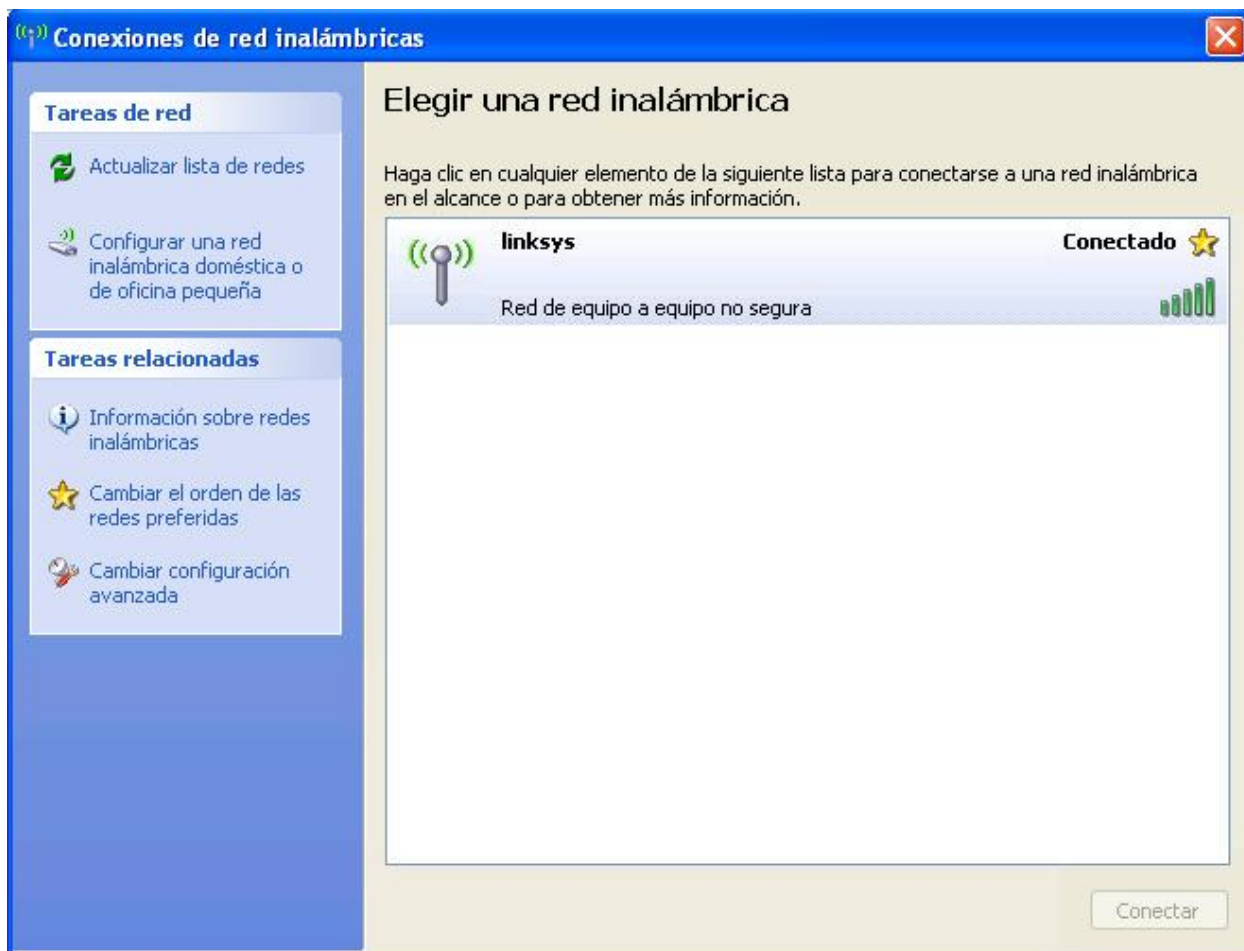 Conexiones de red inalámbricas
Tareas de red
Actualizar lista de redes
Configurar una red
inalámbrica doméstica o
de oficina pequeña
Tareas relacionadas
Información sobre redes
inalámbricas
Cambiar el orden de las
redes preferidas
Cambiar configuración
avanzada
Elegir una red inalámbrica
Haga clic en cualquier elemento de la siguiente lista para conectarse a una red inalámbrica
en el alcance o para obtener más información.
linksys Conectado
Red de equipo a equipo no segura
Conectar